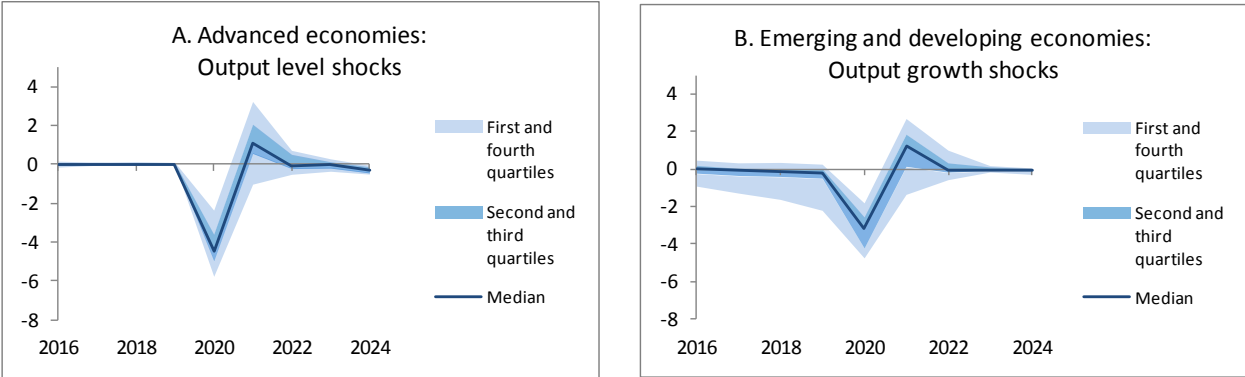 A. Advanced economies:
Output level shocks
4
2
0
-2
-4
-6
-8
2016 2018 2020 2022 2024
First and
fourth
quartiles
Second and
third
quartiles
Median
B. Emerging and developing economies:
Output growth shocks
4
2
0
-2
-4
-6
-8
2016 2018 2020 2022 2024
First and
fourth
quartiles
Second and
third
quartiles
Median